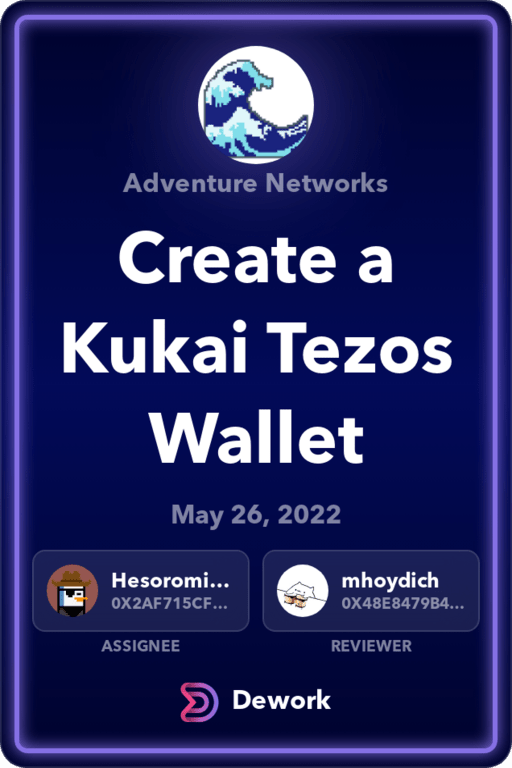 Adventure Networks
Create a
Kukai Tezos
Wallet
May 26, 2022
Hesoromi...
0X2AF715CF...
ASSIGNEE
mhoydich
0X48E8479B4...
REVIEWER
Dework